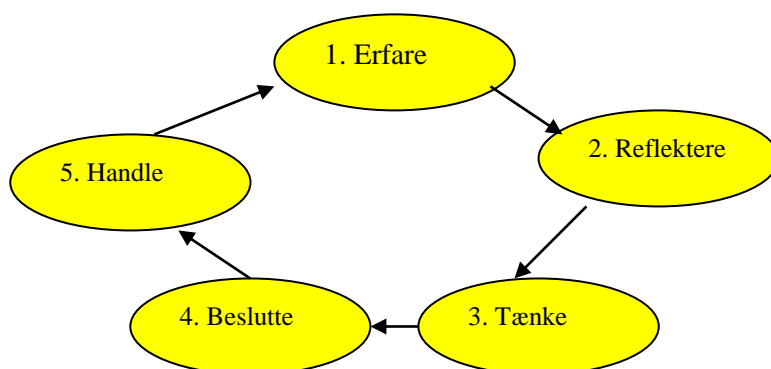 1. Erfare
2. Reflektere
3. Tænke
4. Beslutte
5. Handle